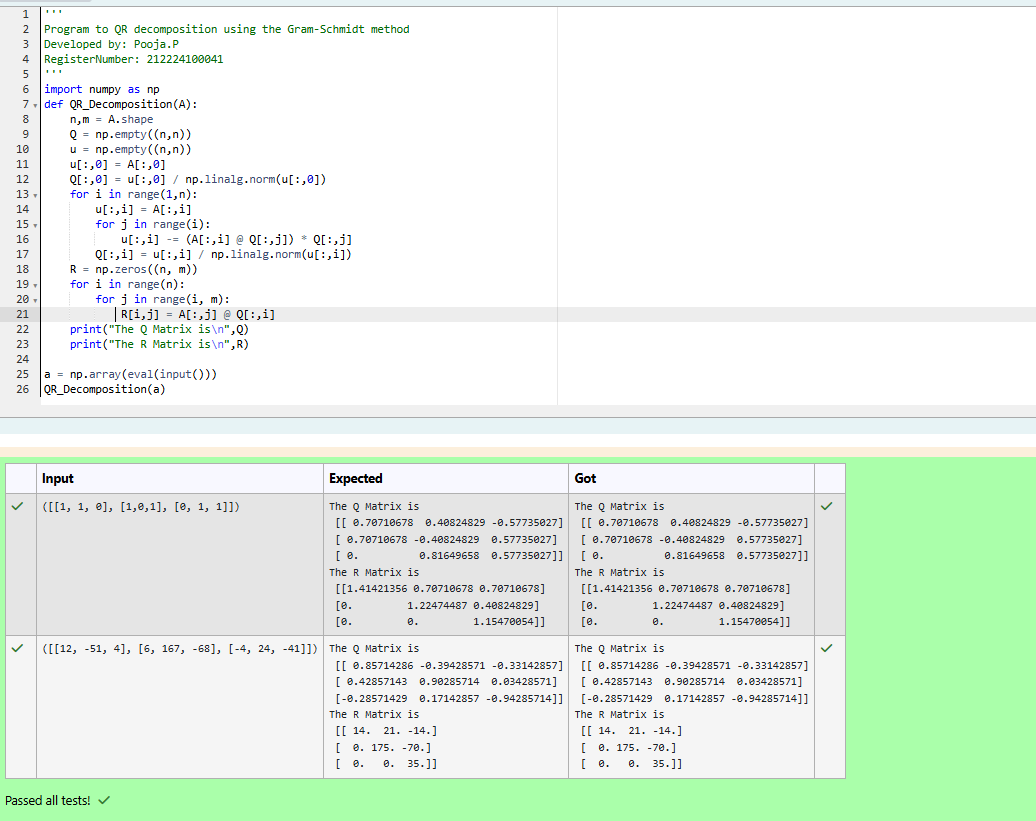 1 '''
2 Program to QR decomposition using the Gram-Schmidt method
3 Developed by: Pooja.P
4 RegisterNumber: 212224100041
5 '''
6 import numpy as np
7 def QR_Decomposition(A):
8     n,m = A.shape
9     Q = np.empty((n,n))
10     u = np.empty((n,n))
11     u[:,0] = A[:,0]
12     Q[:,0] = u[:,0] / np.linalg.norm(u[:,0])
13     for i in range(1,n):
14         u[:,i] = A[:,i]
15         for j in range(i):
16             u[:,i] -= (A[:,i] @ Q[:,j]) * Q[:,j]
17         Q[:,i] = u[:,i] / np.linalg.norm(u[:,i])
18     R = np.zeros((n, m))
19     for i in range(n):
20         for j in range(i, m):
21             R[i,j] = A[:,j] @ Q[:,i]
22     print("The Q Matrix is\n",Q)
23     print("The R Matrix is\n",R)
24
25 a = np.array(eval(input()))
26 QR_Decomposition(a)
Input Expected Got
([[1, 1, 0], [1,0,1], [0, 1, 1]]) The Q Matrix is The Q Matrix is
[[ 0.70710678  0.40824829 -0.57735027] [[ 0.70710678  0.40824829 -0.57735027]
[ 0.70710678 -0.40824829  0.57735027] [ 0.70710678 -0.40824829  0.57735027]
[ 0.          0.81649658  0.57735027]] [ 0.          0.81649658  0.57735027]]
The R Matrix is The R Matrix is
[[1.41421356 0.70710678 0.70710678] [[1.41421356 0.70710678 0.70710678]
[0.         1.22474487 0.40824829] [0.         1.22474487 0.40824829]
[0.         0.         1.15470054]] [0.         0.         1.15470054]]
([[12, -51, 4], [6, 167, -68], [-4, 24, -41]]) The Q Matrix is The Q Matrix is
[[ 0.85714286 -0.39428571 -0.33142857] [[ 0.85714286 -0.39428571 -0.33142857]
[ 0.42857143  0.90285714  0.03428571] [ 0.42857143  0.90285714  0.03428571]
[-0.28571429  0.17142857 -0.94285714]] [-0.28571429  0.17142857 -0.94285714]]
The R Matrix is The R Matrix is
[[ 14.  21. -14.] [[ 14.  21. -14.]
[  0. 175. -70.] [  0. 175. -70.]
[  0.   0.  35.]] [  0.   0.  35.]]
Passed all tests!